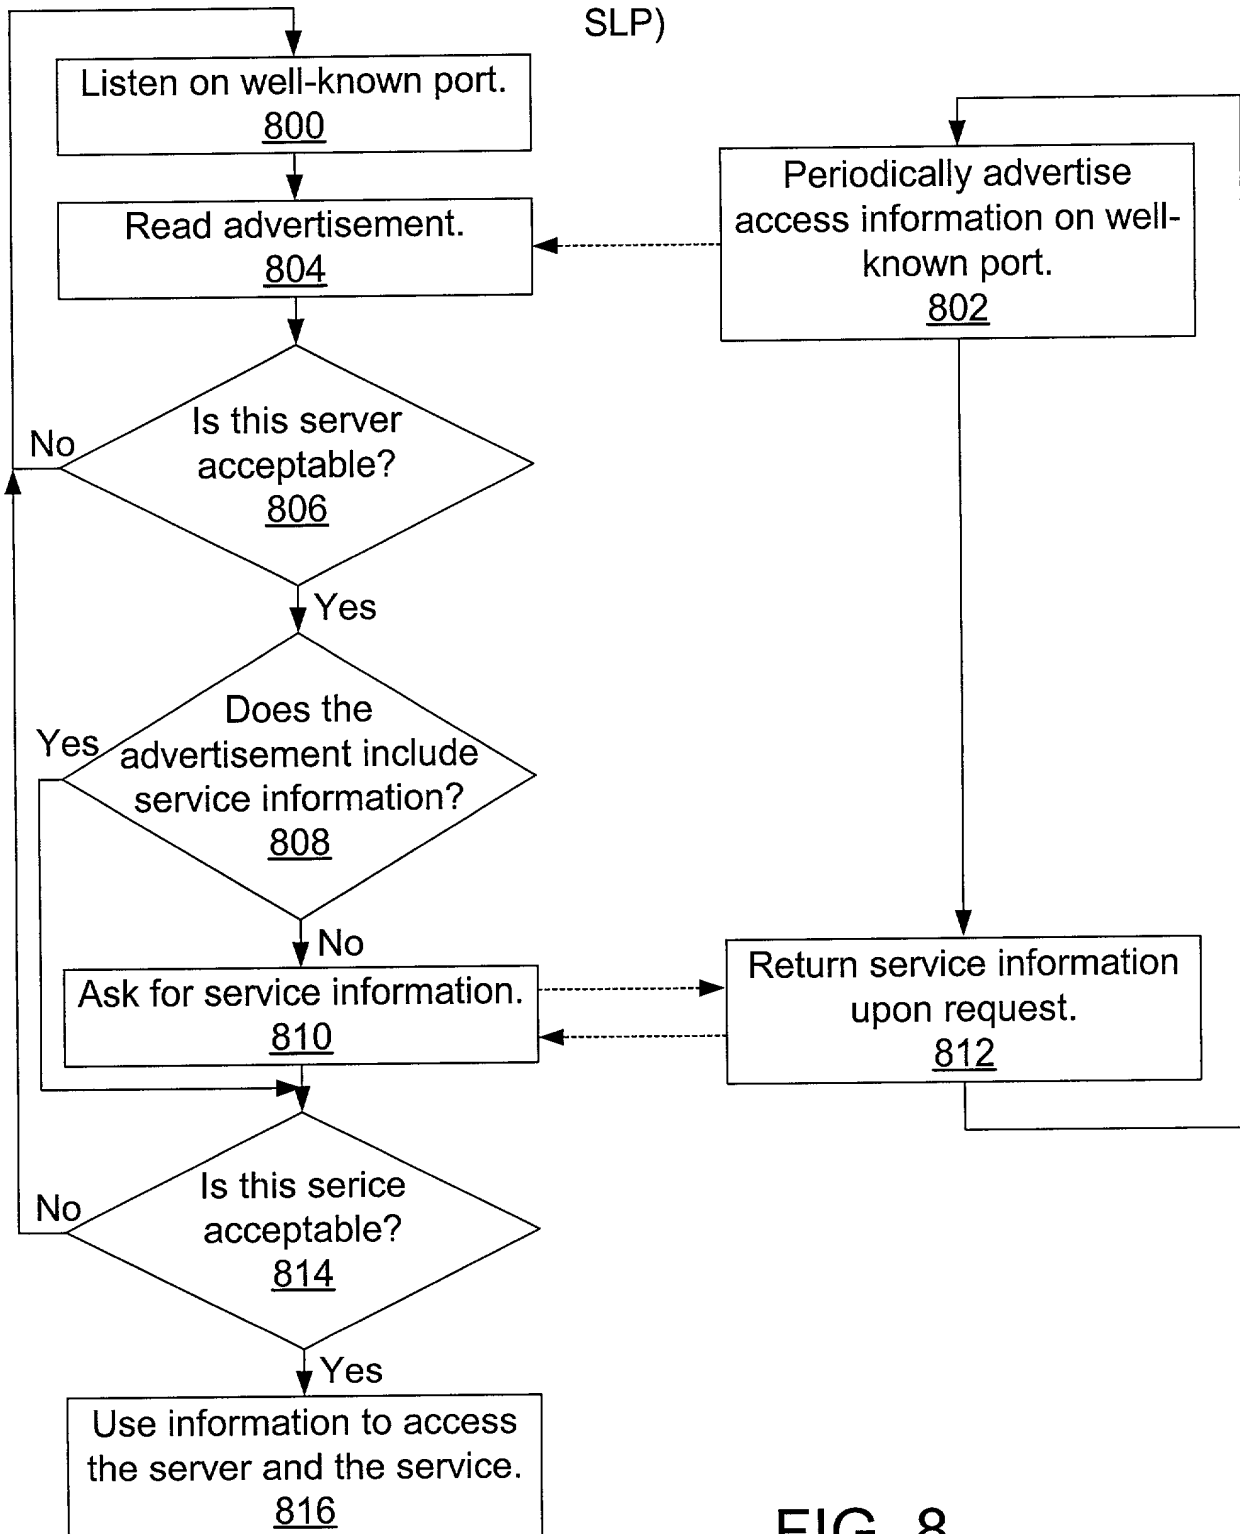 SLP)
Listen on well-known port.
800
Read advertisement.
804
Periodically advertise
access information on well-
known port.
802
Is this server
acceptable?
806
No
Yes
Does the
advertisement include
service information?
808
Yes
No
Ask for service information.
810
Return service information
upon request.
812
Is this serice
acceptable?
814
No
Yes
Use information to access
the server and the service.
816
FIG. 8